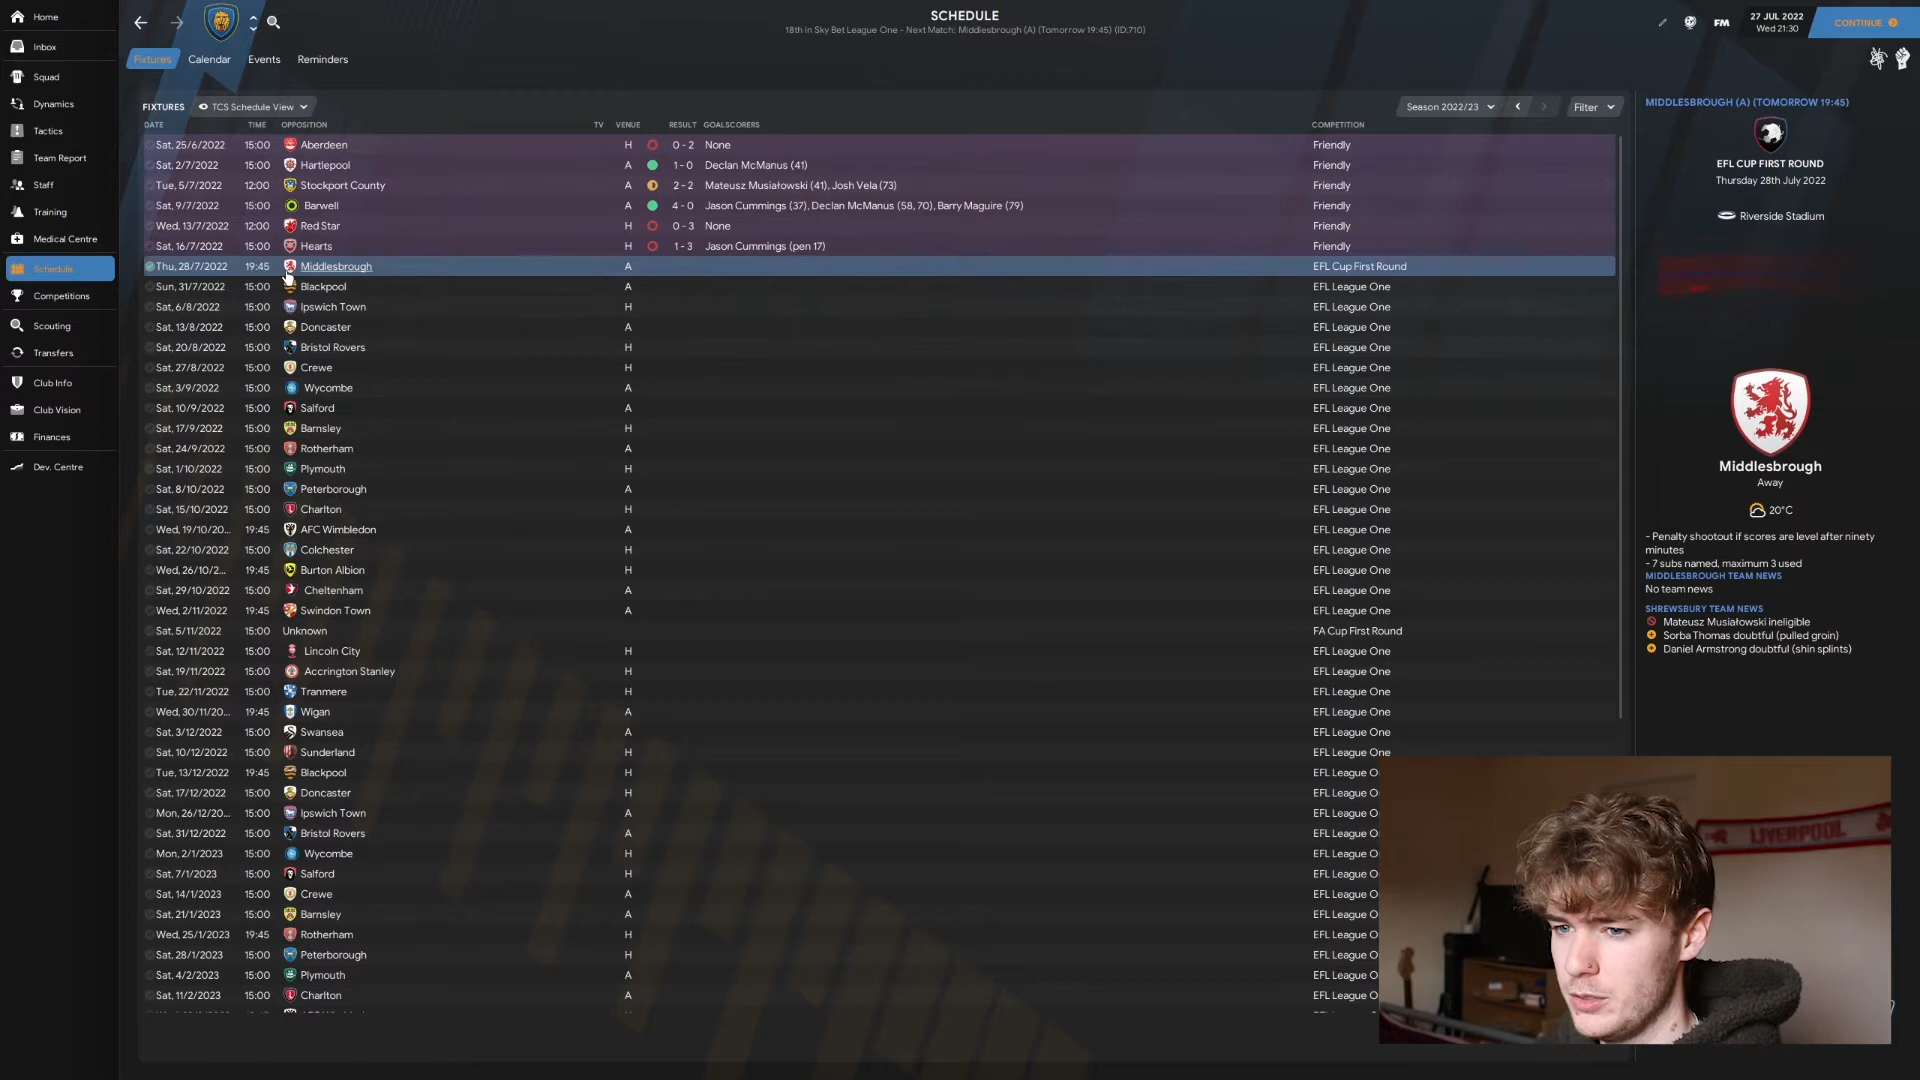 Home
Inbox
Squad
Dynamics
Tactics
Team Report
Staff
Training
Medical Centre
Schedule
Competitions
Scouting
Transfers
Club Info
Club Vision
Finances
Dev. Centre
SCHEDULE
18th in Sky Bet League One - Next Match: Middlesbrough (A) (Tomorrow 19:45) (ID:710)
FM
27 JUL 2022
Wed 21:30
CONTINUE
Fixtures Calendar Events Reminders
FIXTURES TCS Schedule View Season 2022/23 Filter
DATE TIME OPPOSITION TV VENUE RESULT GOALSCORERS COMPETITION
Sat, 25/6/2022 15:00 Aberdeen H 0 - 2 None Friendly
Sat, 2/7/2022 15:00 Hartlepool A 1 - 0 Declan McManus (41) Friendly
Tue, 5/7/2022 12:00 Stockport County A 2 - 2 Mateusz Musiałowski (41), Josh Vela (73) Friendly
Sat, 9/7/2022 15:00 Barwell A 4 - 0 Jason Cummings (37), Declan McManus (58, 70), Barry Maguire (79) Friendly
Wed, 13/7/2022 12:00 Red Star H 0 - 3 None Friendly
Sat, 16/7/2022 15:00 Hearts H 1 - 3 Jason Cummings (pen 17) Friendly
Thu, 28/7/2022 19:45 Middlesbrough A EFL Cup First Round
Sun, 31/7/2022 15:00 Blackpool A EFL League One
Sat, 6/8/2022 15:00 Ipswich Town H EFL League One
Sat, 13/8/2022 15:00 Doncaster A EFL League One
Sat, 20/8/2022 15:00 Bristol Rovers H EFL League One
Sat, 27/8/2022 15:00 Crewe H EFL League One
Sat, 3/9/2022 15:00 Wycombe A EFL League One
Sat, 10/9/2022 15:00 Salford A EFL League One
Sat, 17/9/2022 15:00 Barnsley H EFL League One
Sat, 24/9/2022 15:00 Rotherham A EFL League One
Sat, 1/10/2022 15:00 Plymouth H EFL League One
Sat, 8/10/2022 15:00 Peterborough A EFL League One
Sat, 15/10/2022 15:00 Charlton H EFL League One
Wed, 19/10/20... 19:45 AFC Wimbledon A EFL League One
Sat, 22/10/2022 15:00 Colchester H EFL League One
Wed, 26/10/2... 19:45 Burton Albion H EFL League One
Sat, 29/10/2022 15:00 Cheltenham A EFL League One
Wed, 2/11/2022 19:45 Swindon Town A EFL League One
Sat, 5/11/2022 15:00 Unknown FA Cup First Round
Sat, 12/11/2022 15:00 Lincoln City H EFL League One
Sat, 19/11/2022 15:00 Accrington Stanley H EFL League One
Tue, 22/11/2022 15:00 Tranmere H EFL League One
Wed, 30/11/20... 19:45 Wigan A EFL League One
Sat, 3/12/2022 15:00 Swansea A EFL League One
Sat, 10/12/2022 15:00 Sunderland H EFL League One
Tue, 13/12/2022 19:45 Blackpool H EFL League O
Sat, 17/12/2022 15:00 Doncaster H EFL League O
Mon, 26/12/20... 15:00 Ipswich Town A EFL League O
Sat, 31/12/2022 15:00 Bristol Rovers A EFL League O
Mon, 2/1/2023 15:00 Wycombe H EFL League O
Sat, 7/1/2023 15:00 Salford H EFL League O
Sat, 14/1/2023 15:00 Crewe A EFL League O
Sat, 21/1/2023 15:00 Barnsley A EFL League O
Wed, 25/1/2023 19:45 Rotherham H EFL League O
Sat, 28/1/2023 15:00 Peterborough H EFL League O
Sat, 4/2/2023 15:00 Plymouth A EFL League O
Sat, 11/2/2023 15:00 Charlton A EFL League O
MIDDLESBROUGH (A) (TOMORROW 19:45)
EFL CUP FIRST ROUND
Thursday 28th July 2022
Riverside Stadium
Middlesbrough
Away
20°C
- Penalty shootout if scores are level after ninety
minutes
- 7 subs named, maximum 3 used
MIDDLESBROUGH TEAM NEWS
No team news
SHREWSBURY TEAM NEWS
Mateusz Musiałowski ineligible
Sorba Thomas doubtful (pulled groin)
Daniel Armstrong doubtful (shin splints)
LIVERPOOL